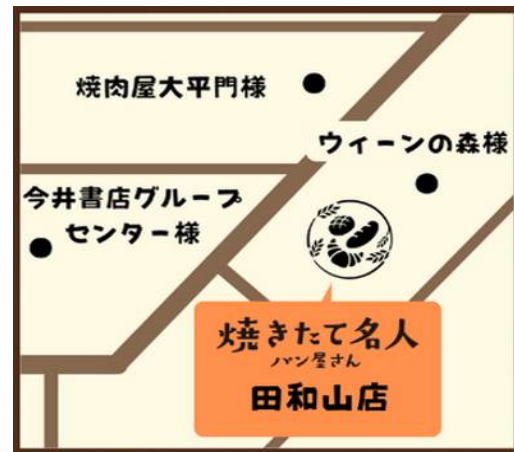 焼肉屋大平門様
ウィーンの森様
今井書店グループ
センター様
焼きたて名人
パン屋さん
田和山店